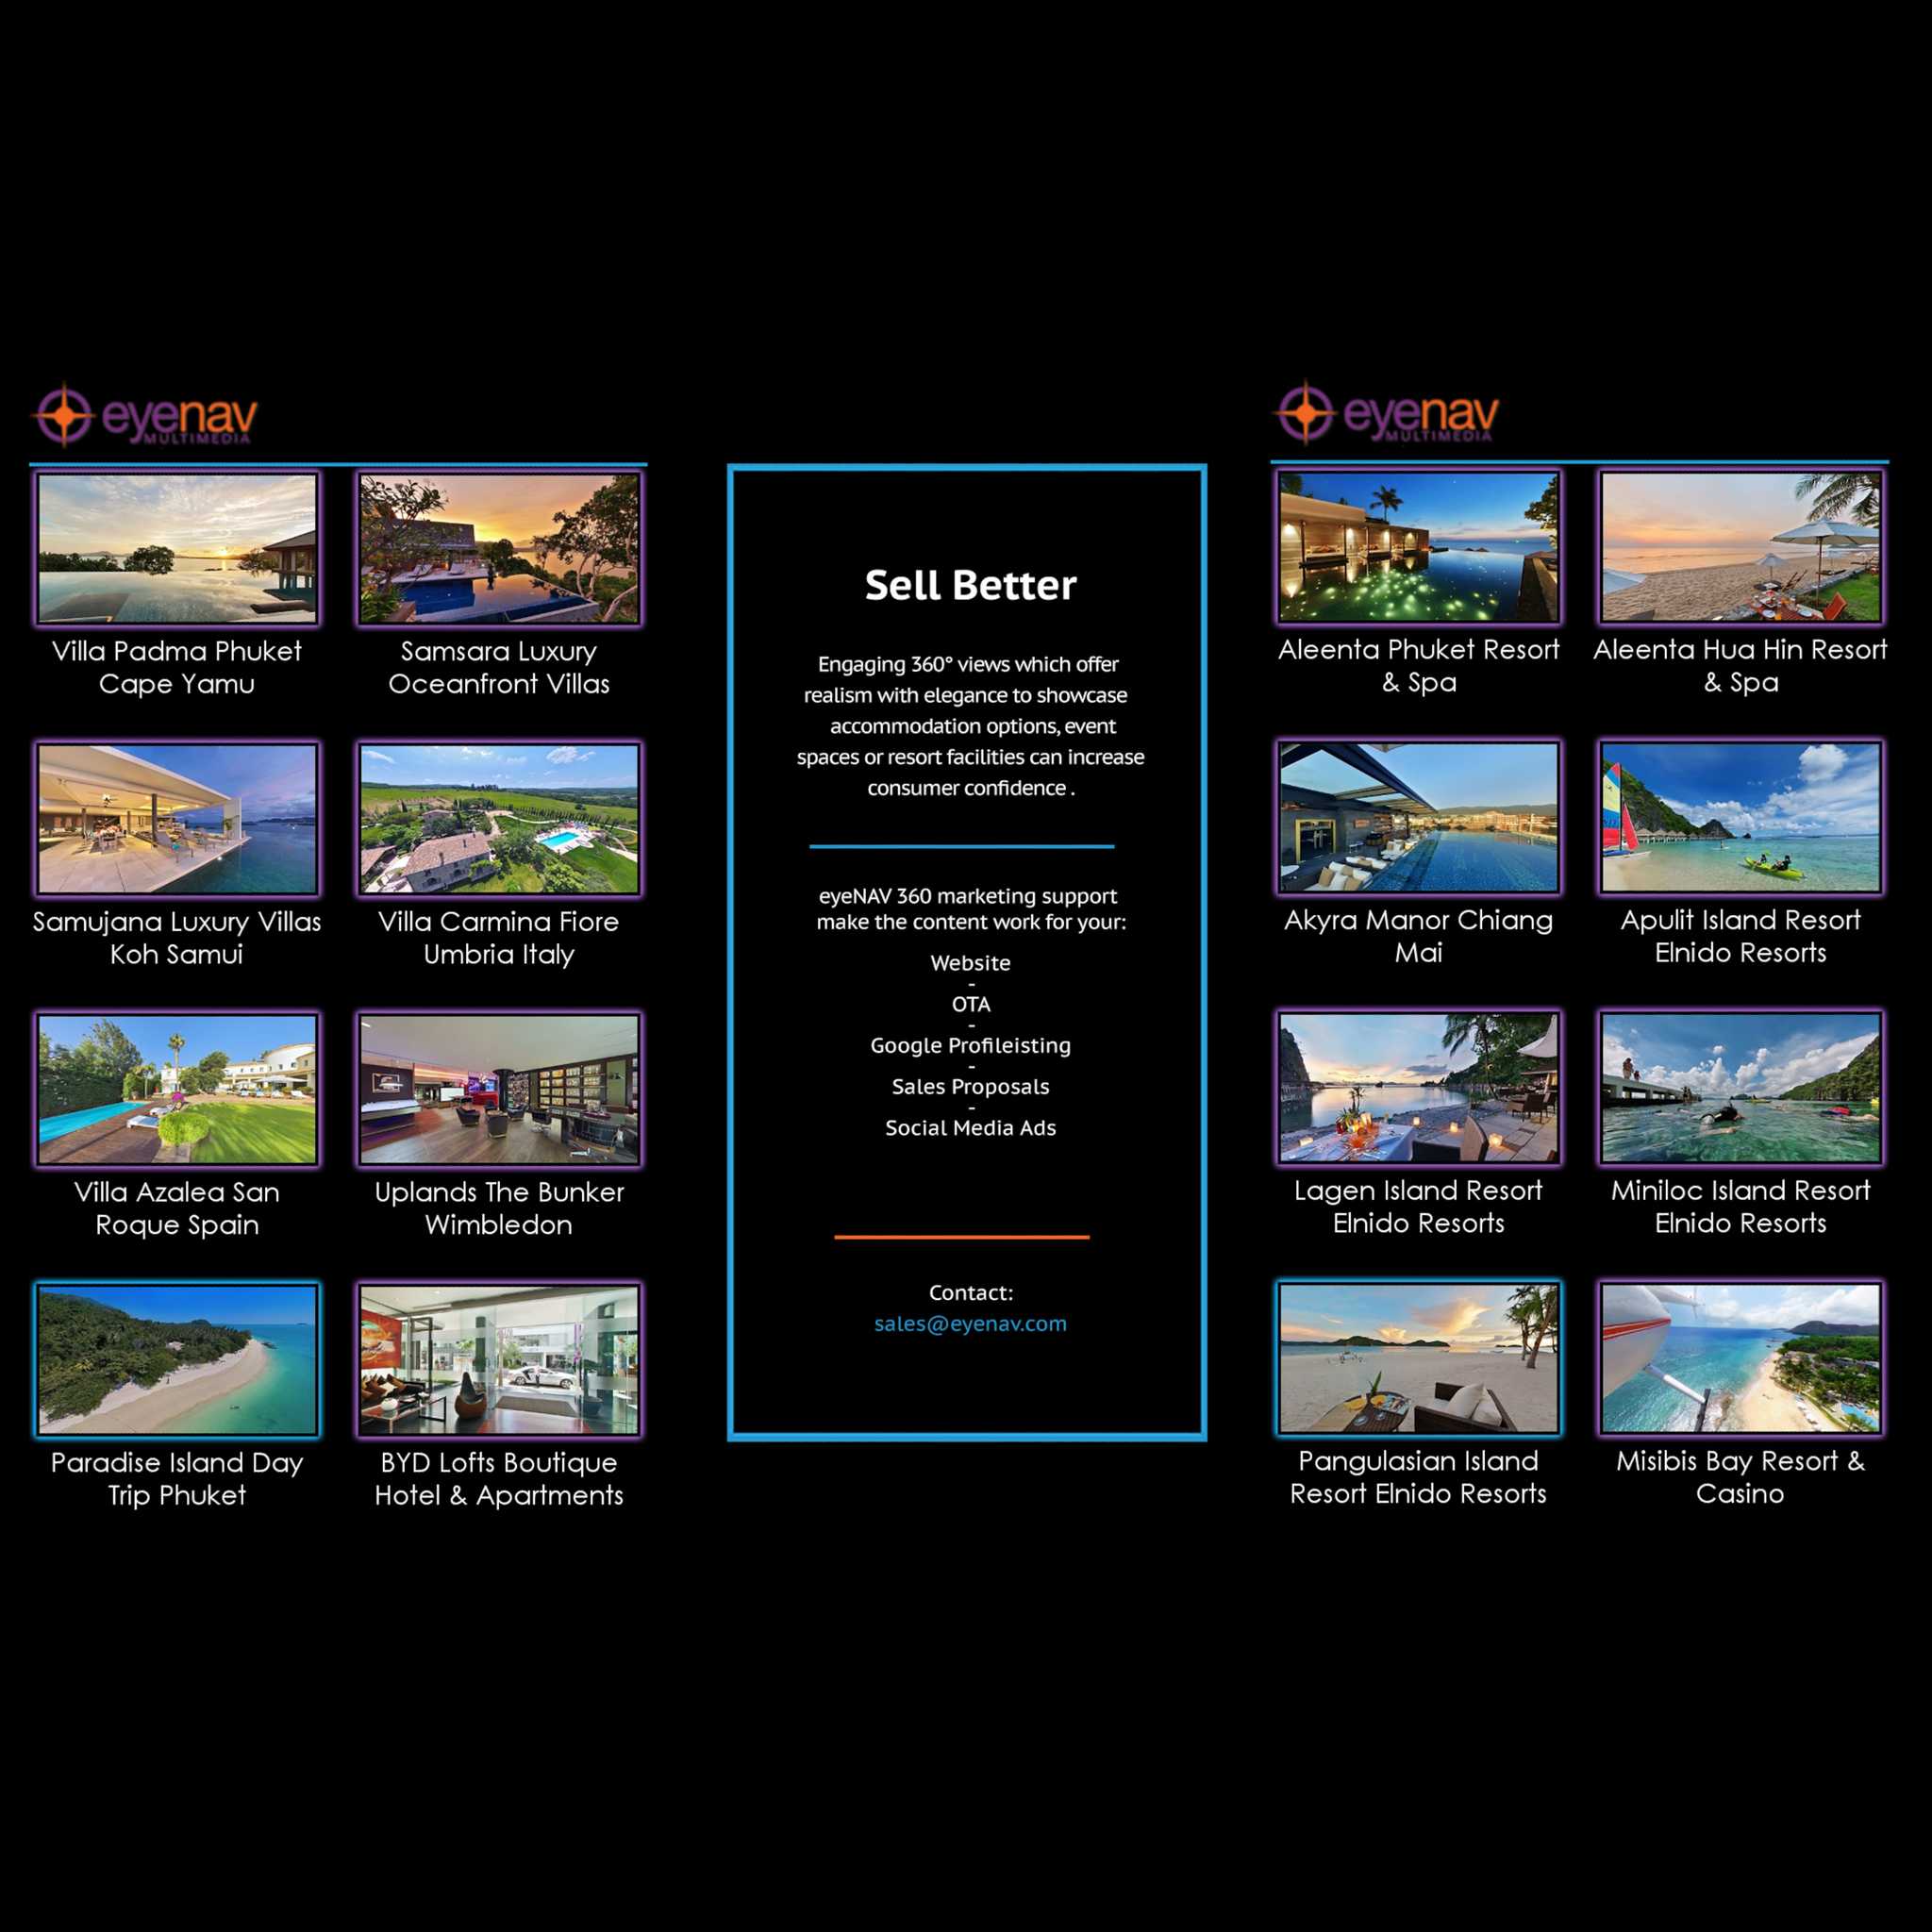 eyenav
MULTIMEDIA
Villa Padma Phuket
Cape Yamu
Samsara Luxury
Oceanfront Villas
Samujana Luxury Villas
Koh Samui
Villa Carmina Fiore
Umbria Italy
Villa Azalea San
Roque Spain
Uplands The Bunker
Wimbledon
Paradise Island Day
Trip Phuket
BYD Lofts Boutique
Hotel & Apartments
Sell Better
Engaging 360° views which offer
realism with elegance to showcase
accommodation options, event
spaces or resort facilities can increase
consumer confidence .
eyeNAV 360 marketing support
make the content work for your:
Website
-
OTA
-
Google Profileisting
-
Sales Proposals
-
Social Media Ads
Contact:
sales@eyenav.com
eyenav
MULTIMEDIA
Aleenta Phuket Resort
& Spa
Aleenta Hua Hin Resort
& Spa
Akyra Manor Chiang
Mai
Apulit Island Resort
Elnido Resorts
Lagen Island Resort
Elnido Resorts
Miniloc Island Resort
Elnido Resorts
Pangulasian Island
Resort Elnido Resorts
Misibis Bay Resort &
Casino